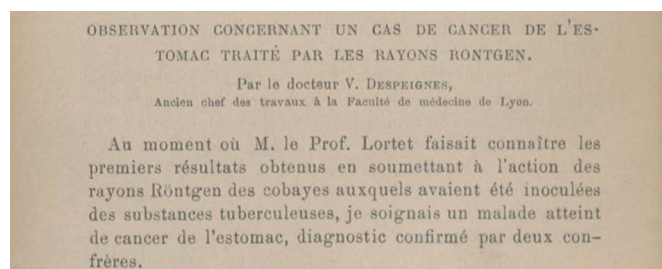 OBSERVATION CONCERNANT UN CAS DE CANCER DE L'ES-
TOMAC TRAITÉ PAR LES RAYONS RONTGEN.
Par le docteur V. DESPEIGNES,
Ancien chef des travaux à la Faculté de médecine de Lyon.
Au moment où M. le Prof. Lortet faisait connaître les
premiers résultats obtenus en soumettant à l'action des
rayons Röntgen des cobayes auxquels avaient été inoculées
des substances tuberculeuses, je soignais un malade atteint
de cancer de l'estomac, diagnostic confirmé par deux con-
frères.